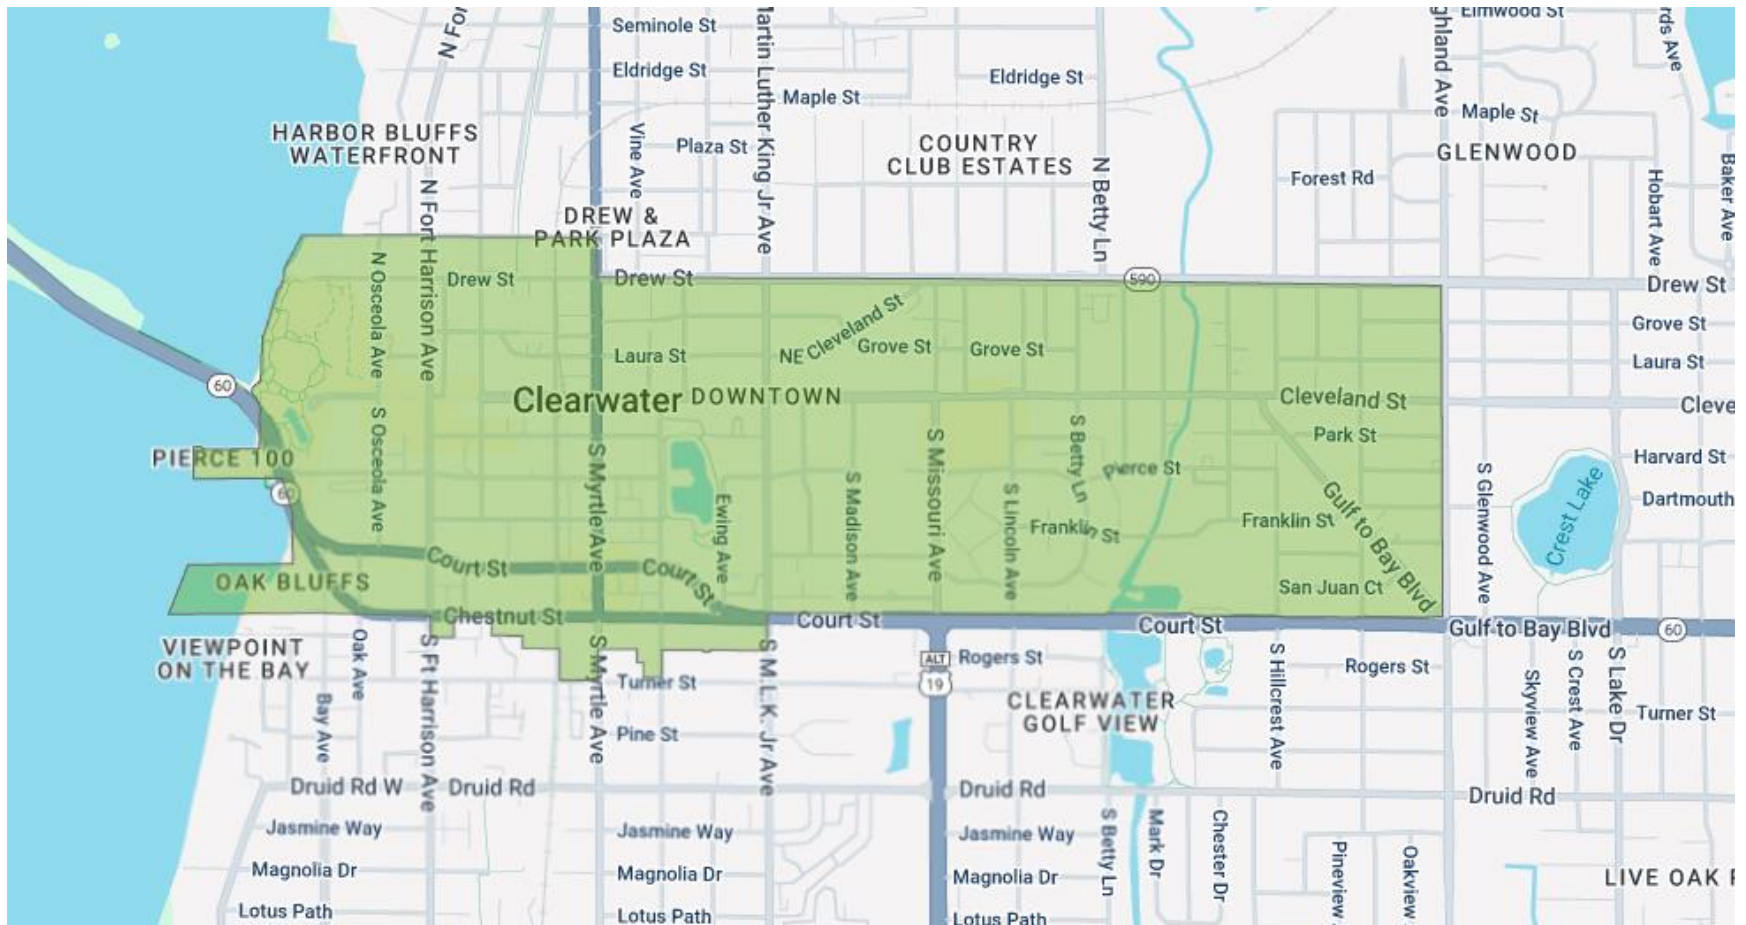 Seminole St
Elmwood St
N For
Martin Luther King Jr Ave
ghland Ave
rds Ave
Eldridge St
Eldridge St
Maple St
Maple St
HARBOR BLUFFS
WATERFRONT
Vine Ave
Plaza St
COUNTRY
CLUB ESTATES
GLENWOOD
N Betty Ln
Forest Rd
Hobart Ave
Baker Ave
N Fort Harrison Ave
DREW &
PARK PLAZA
N Osceola Ave
Drew St
Drew St
590
Drew St
NE Cleveland St
Grove St
Grove St
Grove St
Laura St
Laura St
60
Clearwater
DOWNTOWN
Cleveland St
Cleve
S Osceola Ave
S Myrtle Ave
S Missouri Ave
S Betty Ln
Park St
PIERCE 100
Pierce St
Harvard St
60
Ewing Ave
S Madison Ave
S Lincoln Ave
Franklin St
Franklin St
Gulf to Bay Blvd
S Glenwood Ave
Crest Lake
Dartmouth
Court St
Court St
OAK BLUFFS
San Juan Ct
Chestnut St
Court St
Court St
Gulf to Bay Blvd
60
VIEWPOINT
ON THE BAY
Oak Ave
Bay Ave
S Ft Harrison Ave
S Myrtle Ave
S M.L.K. Jr Ave
ALT
19
Rogers St
Rogers St
S Hillcrest Ave
Skyview Ave
S Crest Ave
S Lake Dr
Turner St
CLEARWATER
GOLF VIEW
Turner St
Pine St
Druid Rd W
Druid Rd
Druid Rd
Druid Rd
Jasmine Way
Jasmine Way
Jasmine Way
S Betty Ln
Mark Dr
Chester Dr
Pineview
Oakview
Magnolia Dr
Magnolia Dr
Magnolia Dr
LIVE OAK
Lotus Path
Lotus Path
Lotus Path